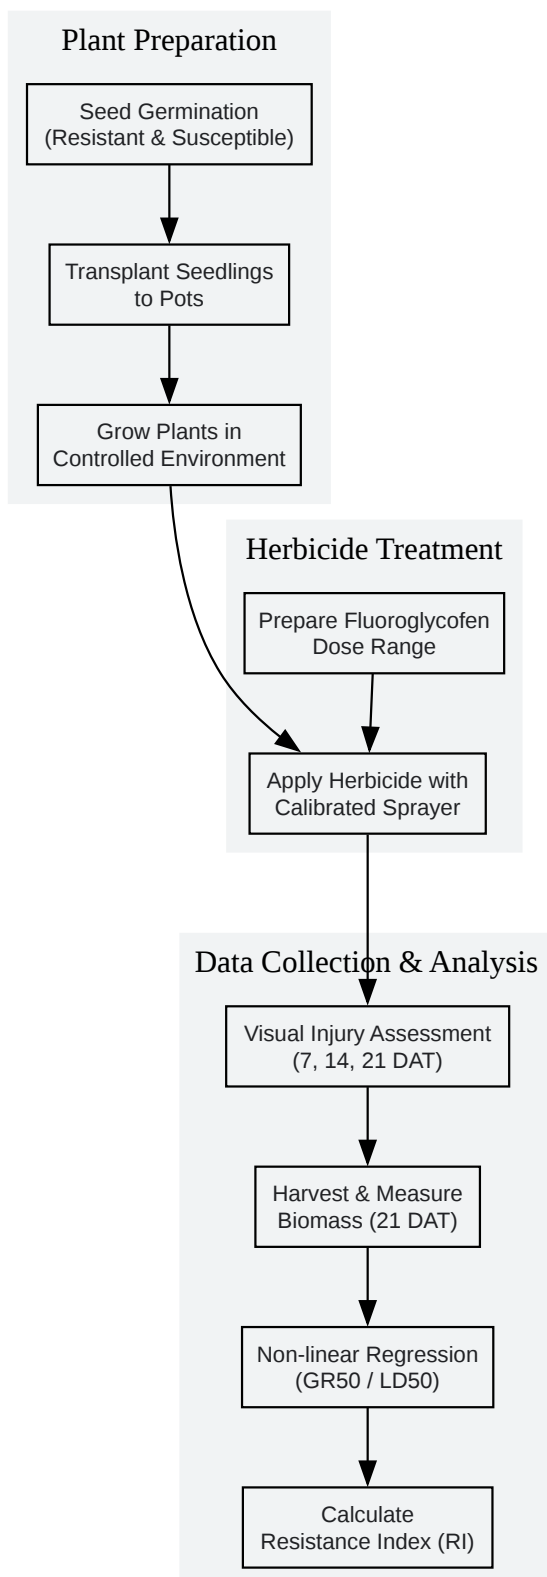 Plant Preparation
Seed Germination
(Resistant & Susceptible)
Transplant Seedlings
to Pots
Grow Plants in
Controlled Environment
Herbicide Treatment
Prepare Fluoroglycofen
Dose Range
Apply Herbicide with
Calibrated Sprayer
Data Collection & Analysis
Visual Injury Assessment
(7, 14, 21 DAT)
Harvest & Measure
Biomass (21 DAT)
Non-linear Regression
(GR50 / LD50)
Calculate
Resistance Index (RI)